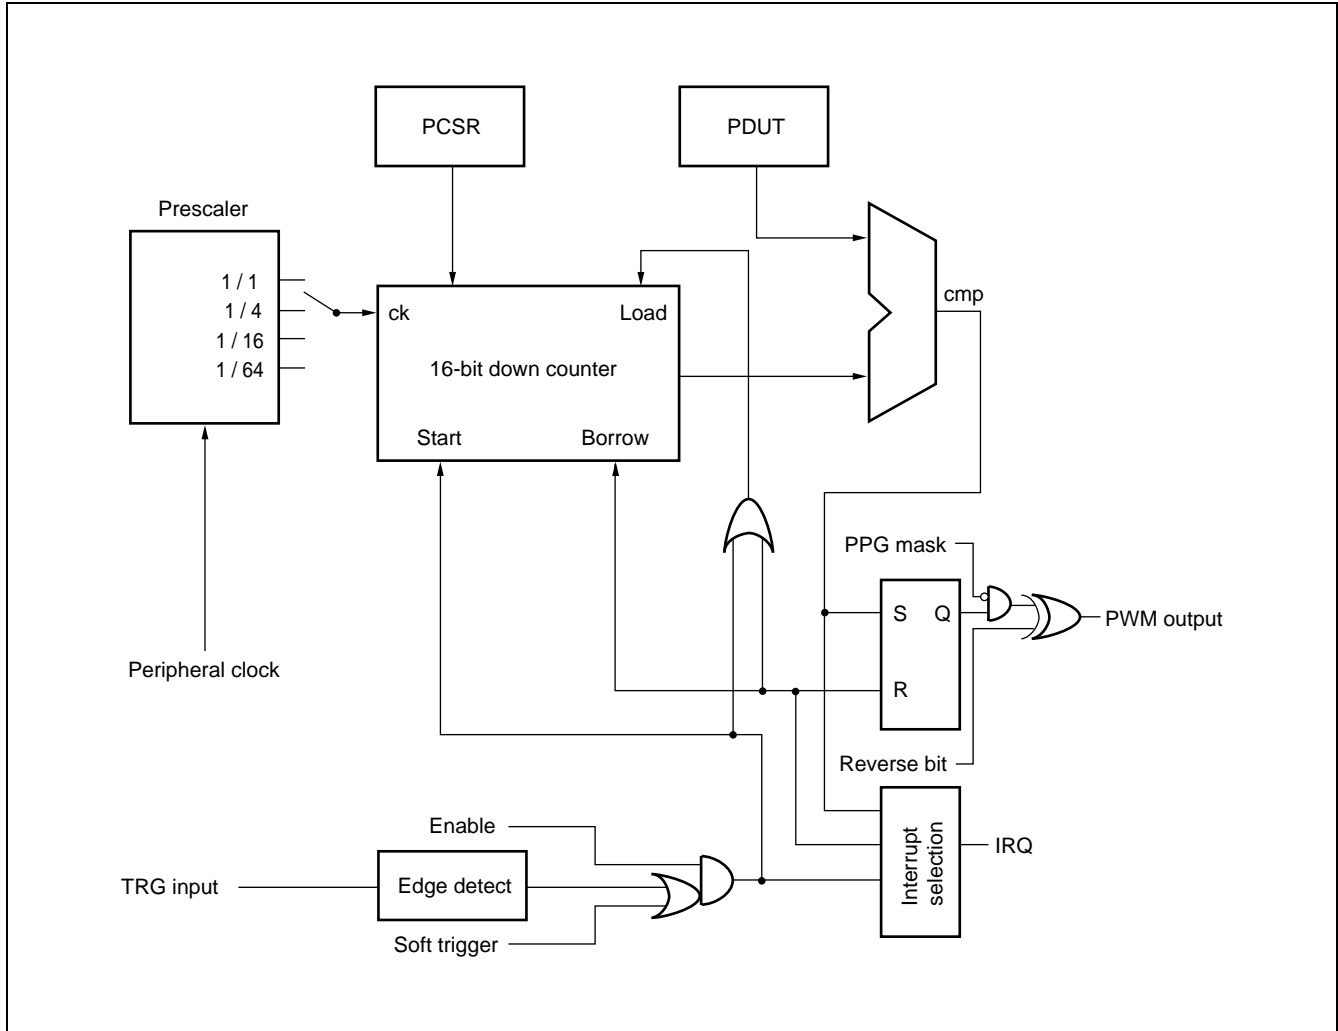 PCSR
PDUT
Prescaler
1 / 1
1 / 4
1 / 16
1 / 64
ck
Load
16-bit down counter
Start
Borrow
cmp
PPG mask
S
Q
R
PWM output
Peripheral clock
Reverse bit
Enable
TRG input
Edge detect
Soft trigger
Interrupt
selection
IRQ